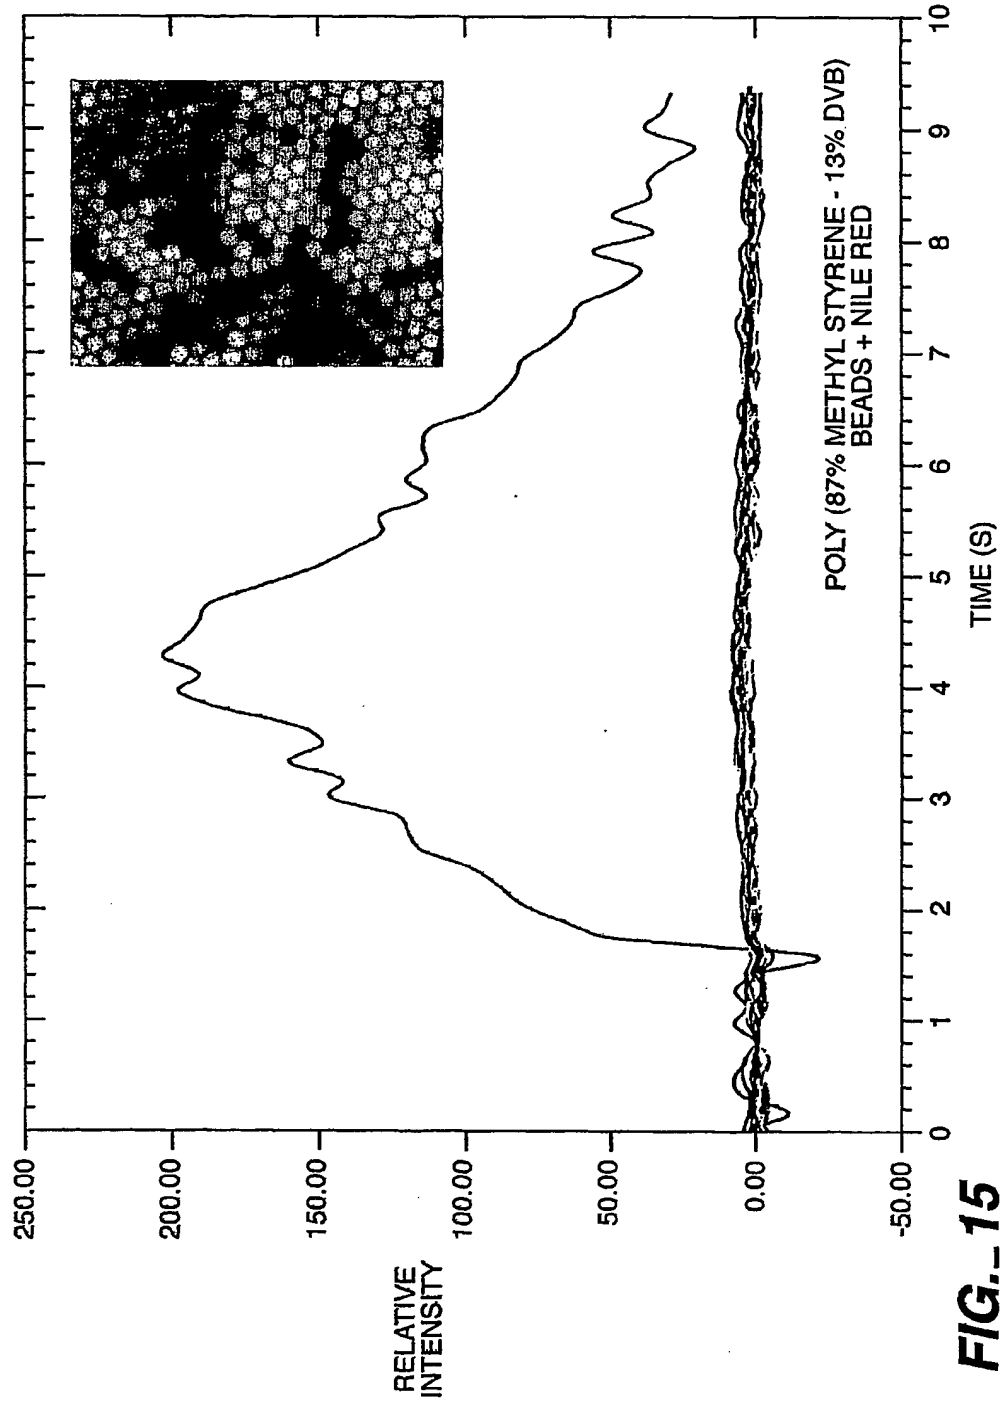 250.00
200.00
150.00
100.00
50.00
0.00
-50.00
RELATIVE
INTENSITY
POLY (87% METHYL STYRENE - 13% DVB)
BEADS + NILE RED
0 1 2 3 4 5 6 7 8 9 10
TIME (S)
FIG._15